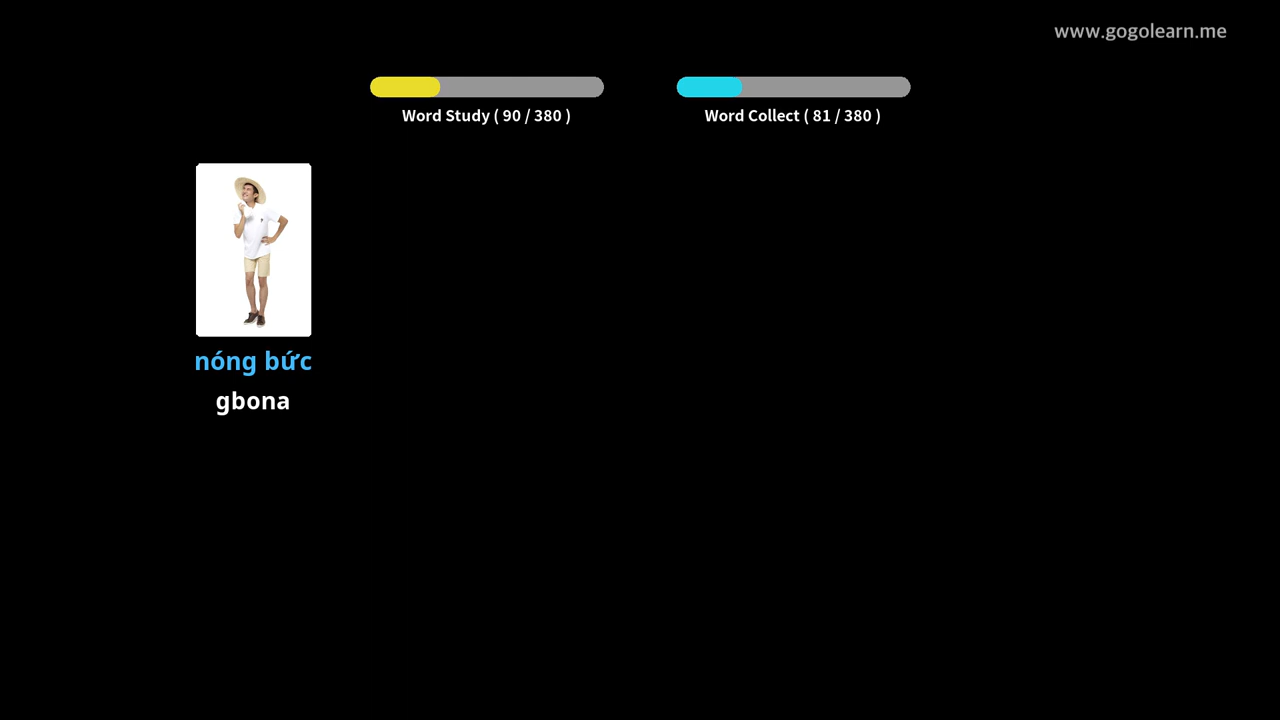 www.gogolearn.me
Word Study ( 90 / 380 )
Word Collect ( 81 / 380 )
nóng bức
gbona